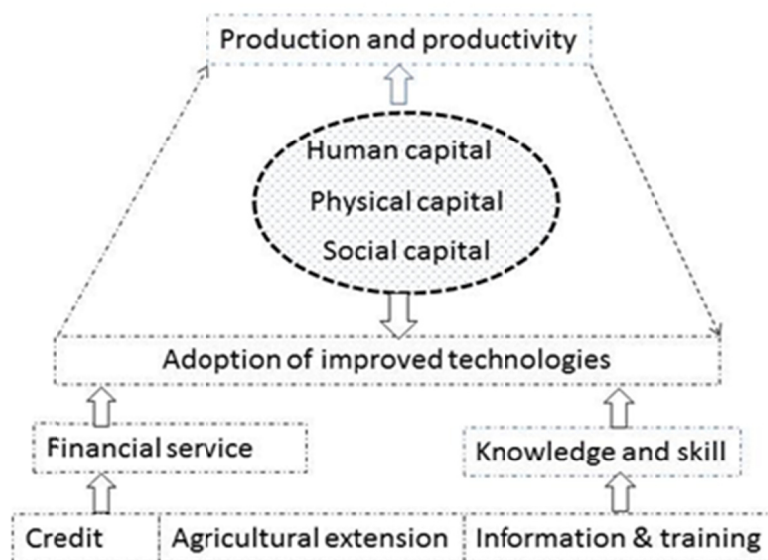 Production and productivity
Human capital
Physical capital
Social capital
Adoption of improved technologies
Financial service
Knowledge and skill
Credit
Agricultural extension
Information & training